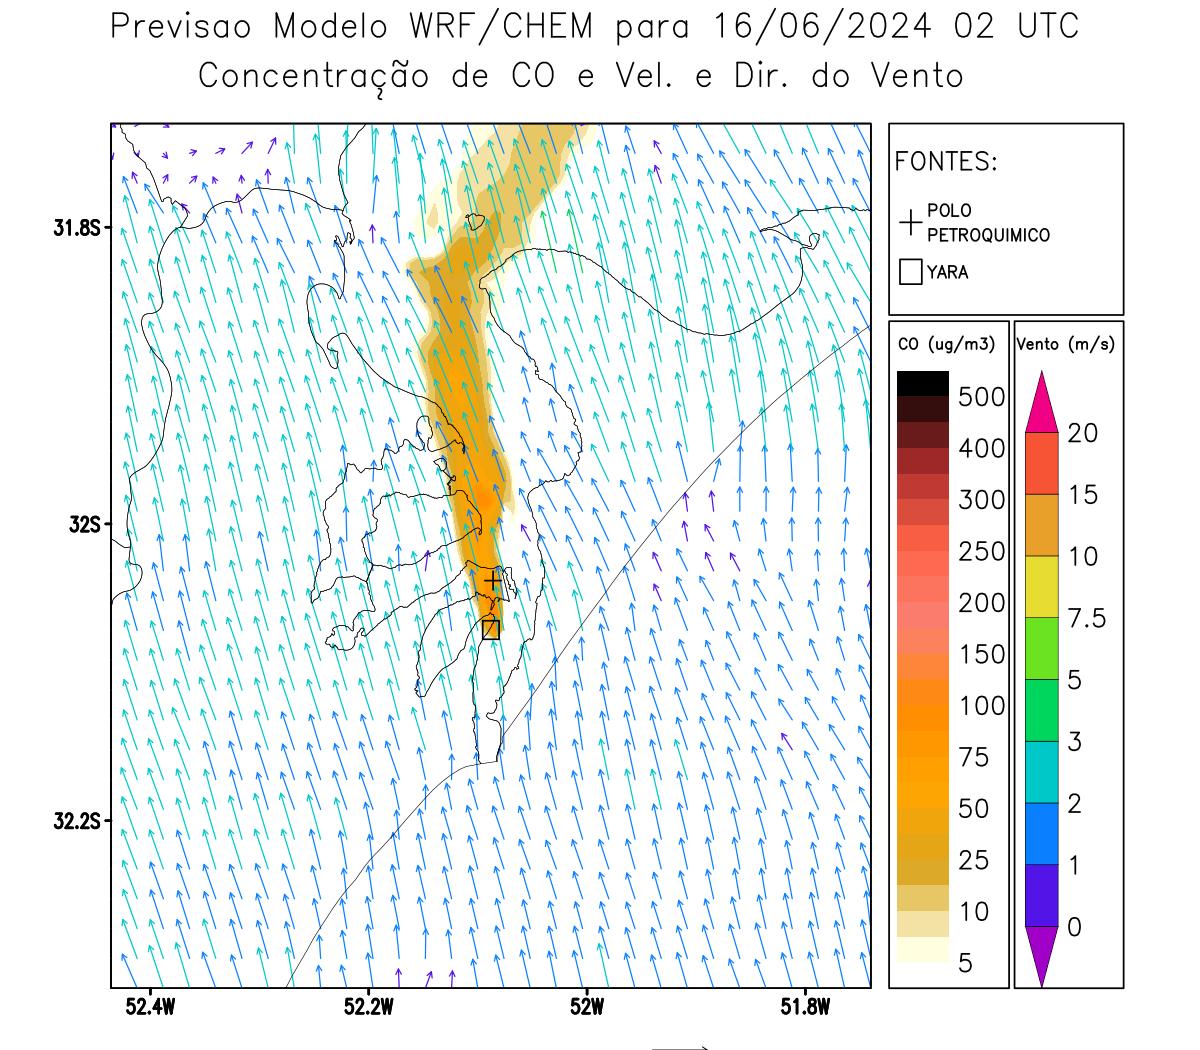 Previsao Modelo WRF/CHEM para 16/06/2024 02 UTC
Concentração de CO e Vel. e Dir. do Vento
FONTES:
POLO
PETROQUIMICO
YARA
CO (ug/m3)
500
400
300
250
200
150
100
75
50
25
10
5
Vento (m/s)
20
15
10
7.5
5
3
2
1
0
31.8S
32S
32.2S
52.4W
52.2W
52W
51.8W